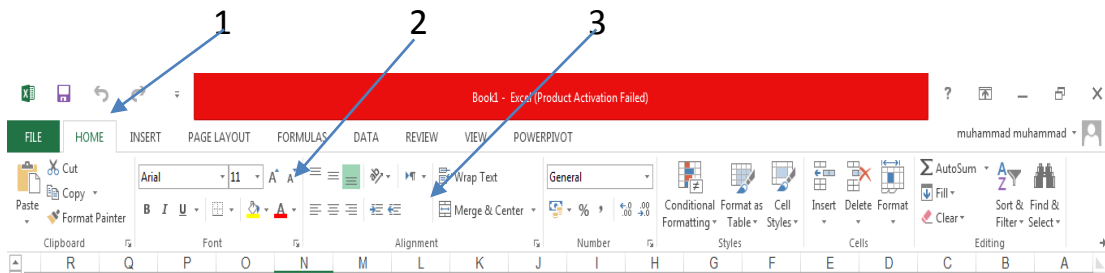 1 2 3
Book1 - Excel (Product Activation Failed)
FILE HOME INSERT PAGE LAYOUT FORMULAS DATA REVIEW VIEW POWERPIVOT muhammad muhammad
Cut
Copy
Format Painter
Paste
Clipboard
Arial 11
B I U
Font
Wrap Text
Merge & Center
Alignment
General
% ,
Number
Conditional Formatting
Format as Table
Cell Styles
Styles
Insert Delete Format
Cells
AutoSum
Fill
Clear
Sort & Filter
Find & Select
Editing
R Q P O N M L K J I H G F E D C B A